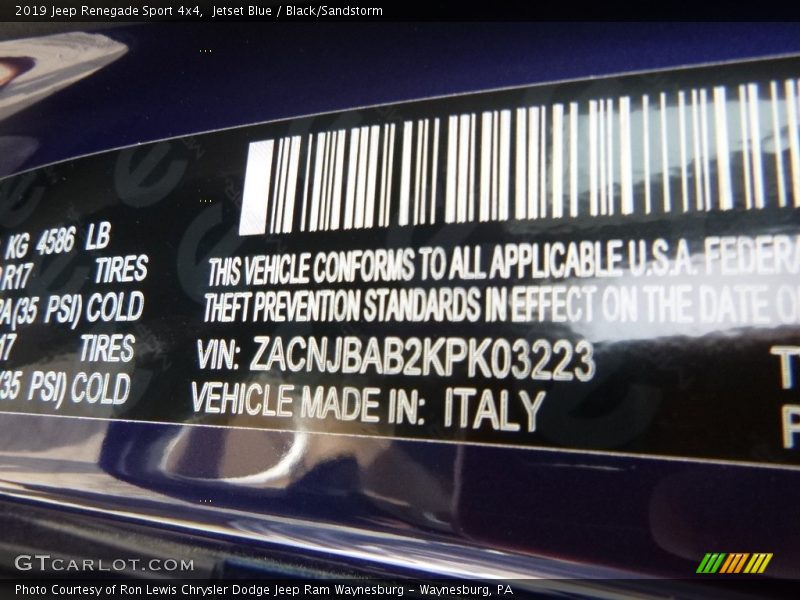 2019 Jeep Renegade Sport 4x4, Jetset Blue / Black/Sandstorm
KG 4586 LB
R17 TIRES
(35 PSI) COLD
17 TIRES
(35 PSI) COLD
THIS VEHICLE CONFORMS TO ALL APPLICABLE U.S.A. FEDERA
THEFT PREVENTION STANDARDS IN EFFECT ON THE DATE O
VIN: ZACNJBAB2KPK03223
VEHICLE MADE IN: ITALY
GTCARLOT.COM
Photo Courtesy of Ron Lewis Chrysler Dodge Jeep Ram Waynesburg - Waynesburg, PA